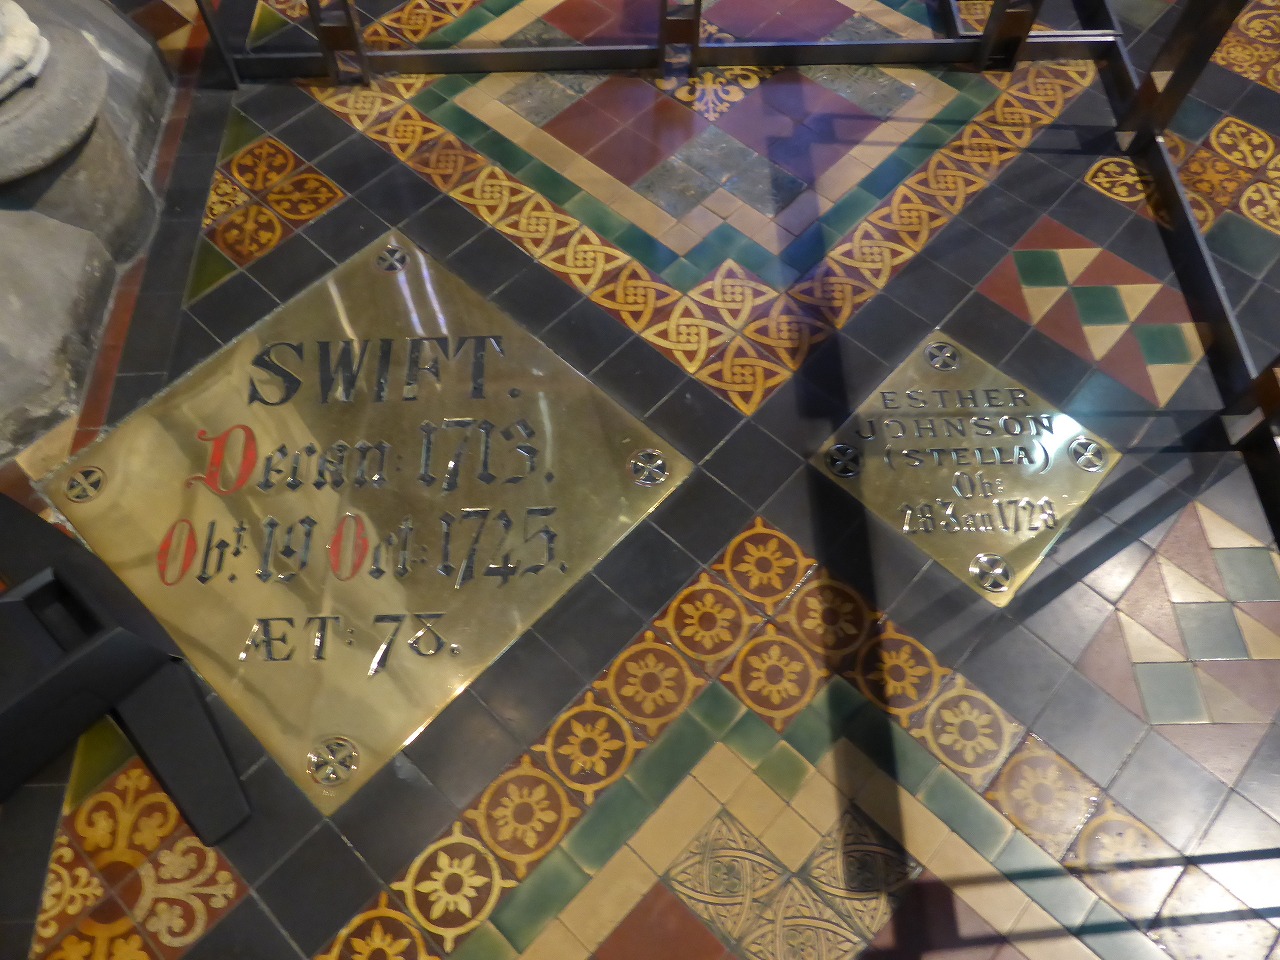 SWIFT.
Decan: 1713.
Obt: 19 Oct: 1745.
ÆT: 78.
ESTHER
JOHNSON
(STELLA)
Ob:
28 Jan 1728